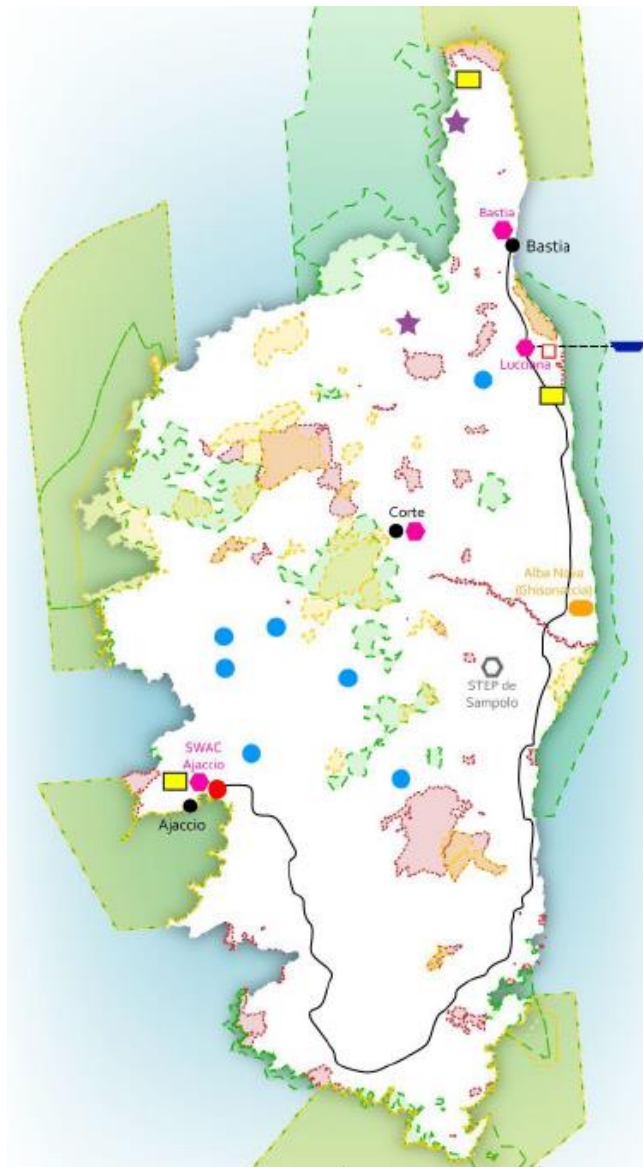 Bastia
Bastia
Lucciana
Corte
Alba Nova
(Ghisonaccia)
STEP de
Sampolo
SWAC
Ajaccio
Ajaccio